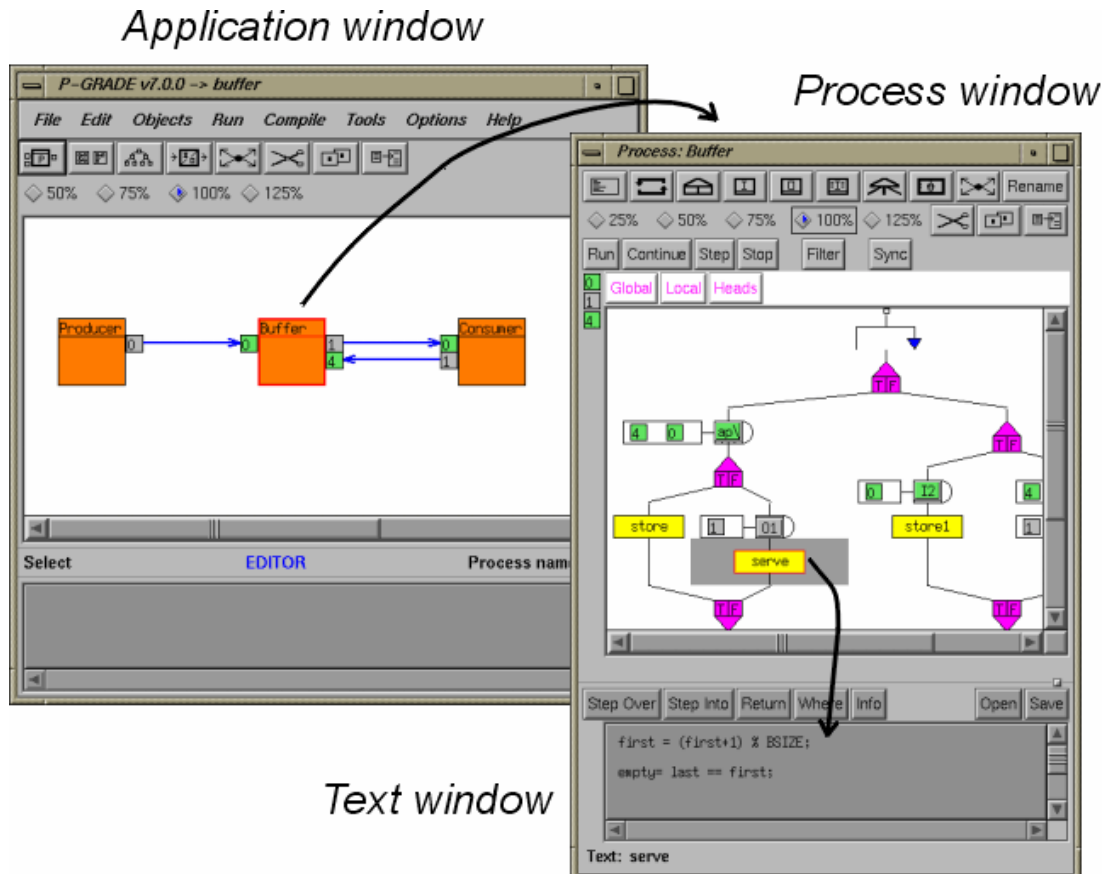 Application window
P-GRADE v7.0.0 -> buffer
File Edit Objects Run Compile Tools Options Help
50% 75% 100% 125%
Producer
0
0
Buffer
1
4
Consumer
0
1
Select EDITOR Process nam
Process window
Process: Buffer
Rename
25% 50% 75% 100% 125%
Run Continue Step Stop Filter Sync
0
1
4
Global Local Heads
T F
4 0 ap\
T F
T F
0 I2
4
store
1 O1
store1
1
serve
T F
T F
Step Over Step Into Return Where Info Open Save
first = (first+1) % BSIZE;
empty= last == first;
Text window
Text: serve